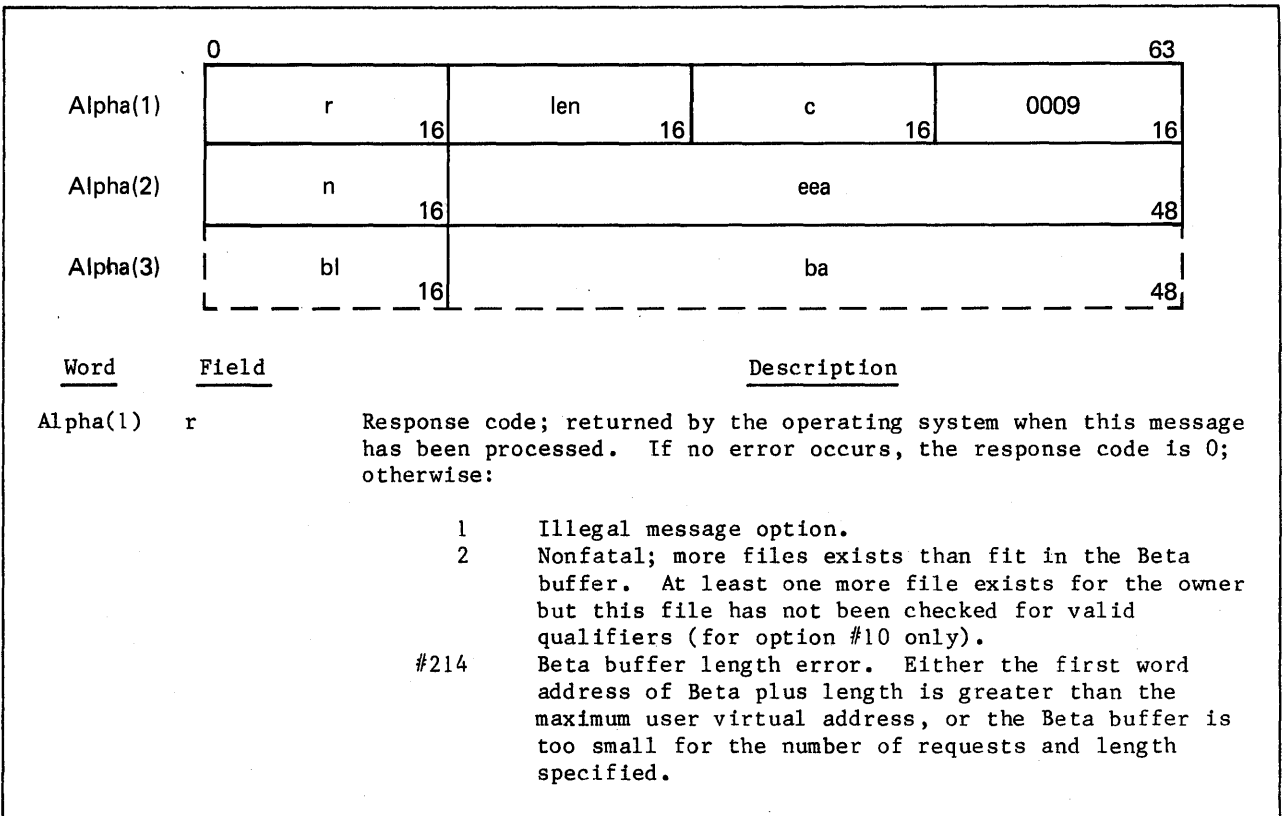 0 63
Alpha(1) r 16 len 16 c 16 0009 16
Alpha(2) n 16 eea 48
Alpha(3) bl 16 ba 48
Word Field Description
Alpha(1) r Response code; returned by the operating system when this message
has been processed. If no error occurs, the response code is 0;
otherwise:
1 Illegal message option.
2 Nonfatal; more files exists than fit in the Beta
buffer. At least one more file exists for the owner
but this file has not been checked for valid
qualifiers (for option #10 only).
#214 Beta buffer length error. Either the first word
address of Beta plus length is greater than the
maximum user virtual address, or the Beta buffer is
too small for the number of requests and length
specified.